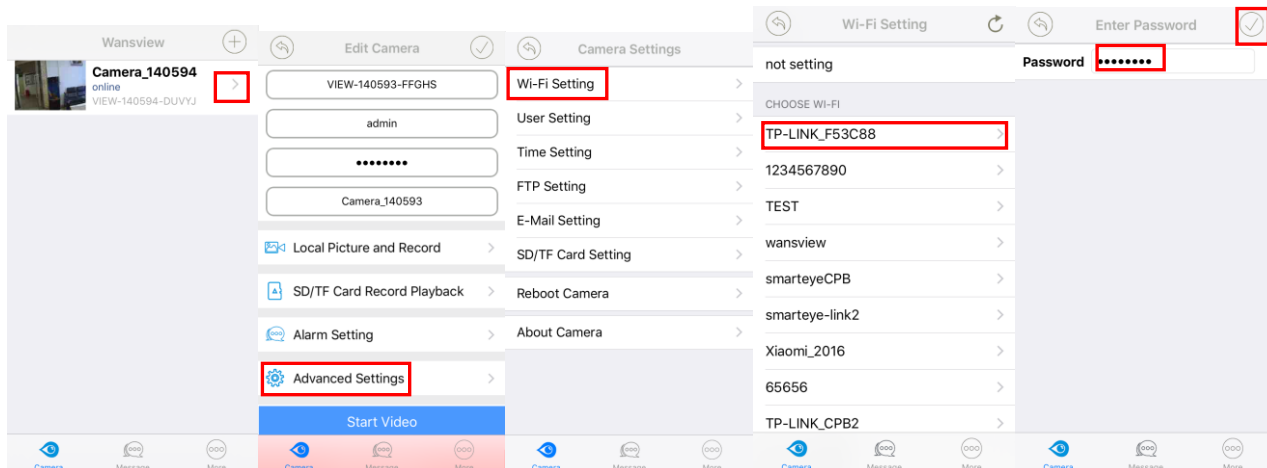 Wansview
Camera_140594
online
VIEW-140594-DUVYJ
Camera
Message
More
Edit Camera
VIEW-140593-FFGHS
admin
••••••••
Camera_140593
Local Picture and Record
SD/TF Card Record Playback
Alarm Setting
Advanced Settings
Start Video
Camera
Message
More
Camera Settings
Wi-Fi Setting
User Setting
Time Setting
FTP Setting
E-Mail Setting
SD/TF Card Setting
Reboot Camera
About Camera
Camera
Message
More
Wi-Fi Setting
not setting
CHOOSE WI-FI
TP-LINK_F53C88
1234567890
TEST
wansview
smarteyeCPB
smarteye-link2
Xiaomi_2016
65656
TP-LINK_CPB2
Camera
Message
More
Enter Password
Password ••••••••
Camera
Message
More